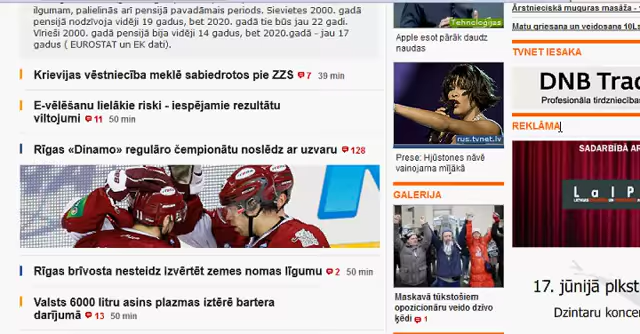 ilgumam, palielinās arī pensijā pavadāmais periods. Sievietes 2000. gadā
pensijā nodzīvoja vidēji 19 gadus, bet 2020. gadā tie būs jau 22 gadi.
Vīrieši 2000. gadā pensijā bija vidēji 14 gadus, bet 2020.gadā - jau 17
gadus ( EUROSTAT un EK dati).
Krievijas vēstniecība meklē sabiedrotos pie ZZS 7 39 min
E-vēlēšanu lielākie riski - iespējamie rezultātu
viltojumi 11 50 min
Rīgas «Dinamo» regulāro čempionātu noslēdz ar uzvaru 128
Rīgas brīvosta nesteidz izvērtēt zemes nomas līgumu 2 50 min
Valsts 6000 litru asins plazmas iztērē bartera
darījumā 13 50 min
Tehnoloģijas
Apple esot pārāk daudz
naudas
rus.tvnet.lv
Prese: Hjūstones nāvē
vainojama mījākā
GALERIJA
Maskavā tūkstošiem
opozicionāru veido dzīvo
ķēdi 1
Ārstnieciskā muguras masāža -
Matu griešana un veidošana 10Ls
TVNET IESAKA
DNB Trad
Profesionāla tirdzniecība
REKLĀMA
SADARBĪBĀ AR
LaIP
17. jūnijā plkst
Dzintaru konce